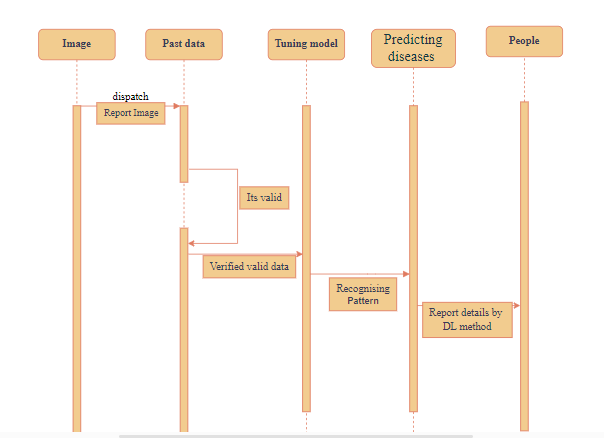 Image
Past data
Tuning model
Predicting
diseases
People
dispatch
Report Image
Its valid
Verified valid data
Recognising
Pattern
Report details by
DL method